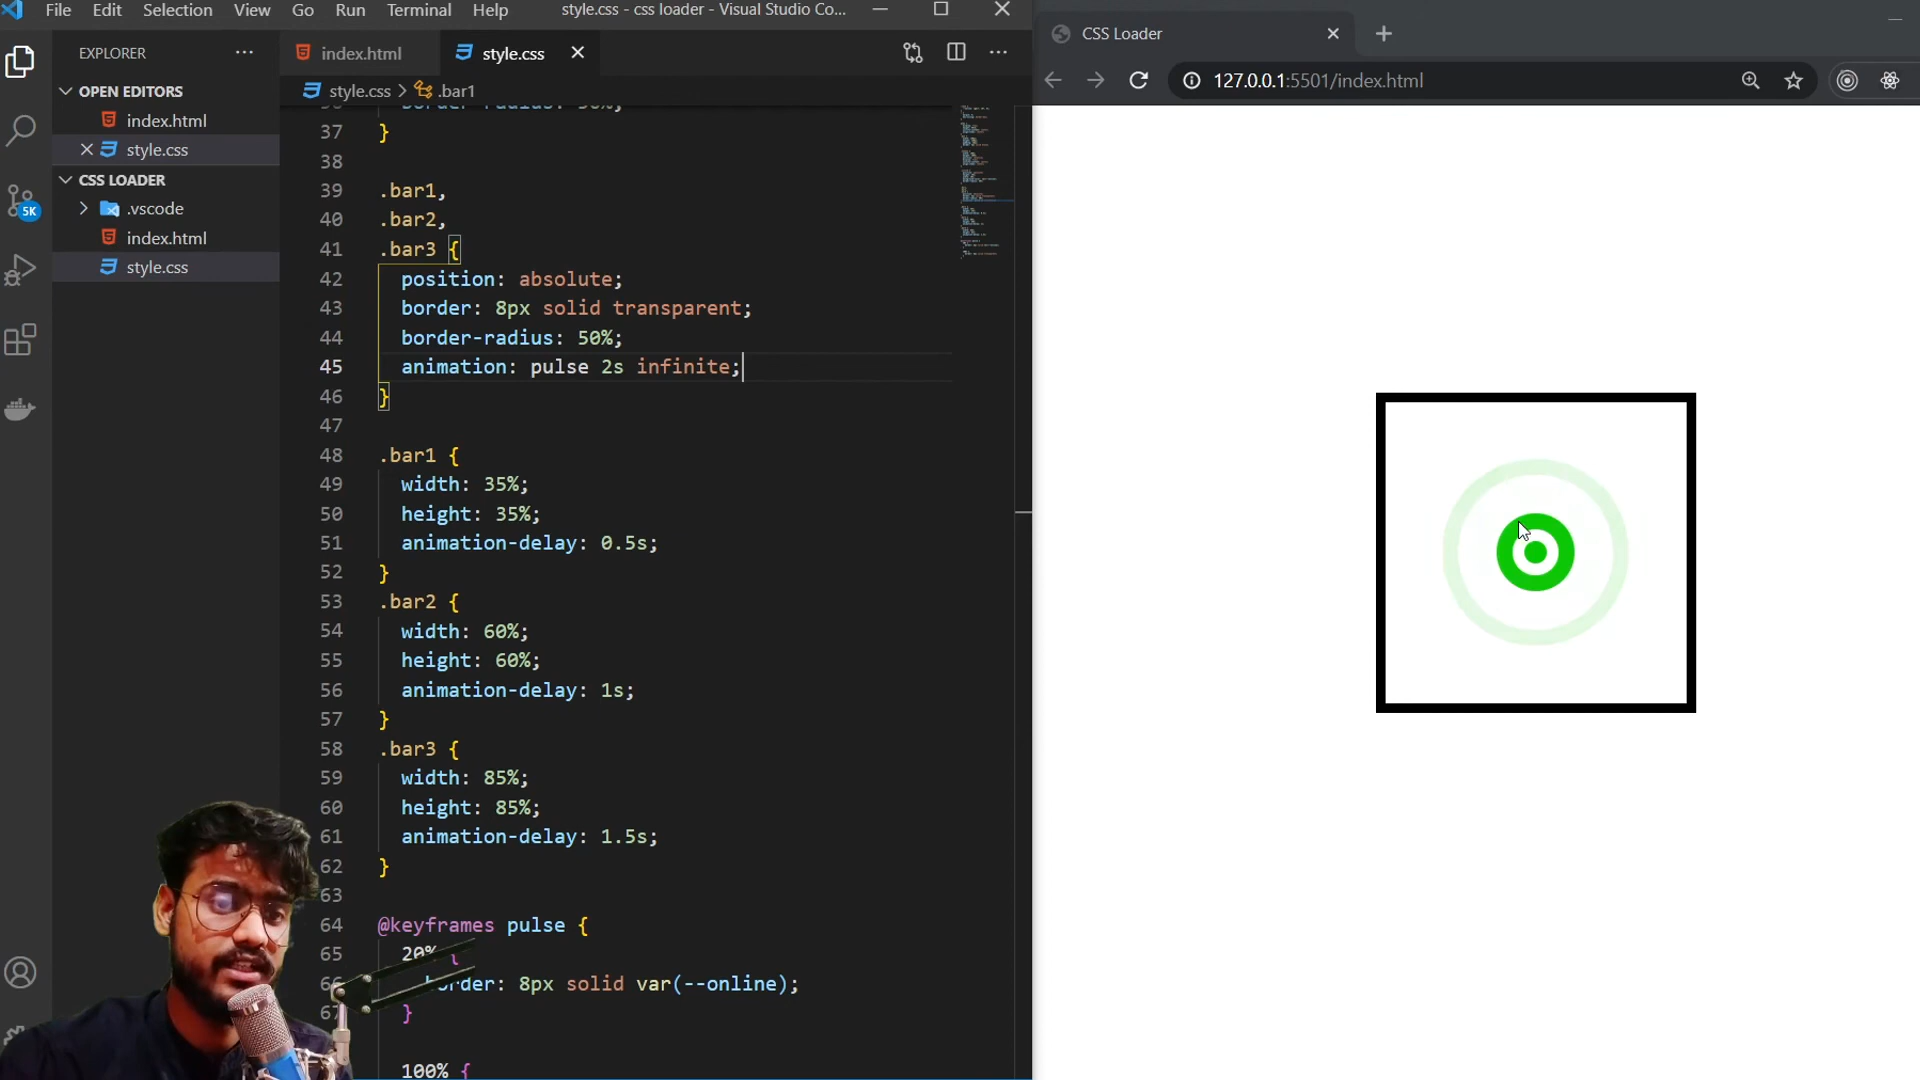 File Edit Selection View Go Run Terminal Help
style.css - css loader - Visual Studio Co...
EXPLORER
OPEN EDITORS
index.html
style.css
CSS LOADER
.vscode
index.html
style.css
5K
index.html
style.css
style.css > .bar1
37 }
38
39 .bar1,
40 .bar2,
41 .bar3 {
42 position: absolute;
43 border: 8px solid transparent;
44 border-radius: 50%;
45 animation: pulse 2s infinite;
46 }
47
48 .bar1 {
49 width: 35%;
50 height: 35%;
51 animation-delay: 0.5s;
52 }
53 .bar2 {
54 width: 60%;
55 height: 60%;
56 animation-delay: 1s;
57 }
58 .bar3 {
59 width: 85%;
60 height: 85%;
61 animation-delay: 1.5s;
62 }
63
64 @keyframes pulse {
65 20% {
border: 8px solid var(--online);
}
100% {
CSS Loader
127.0.0.1:5501/index.html